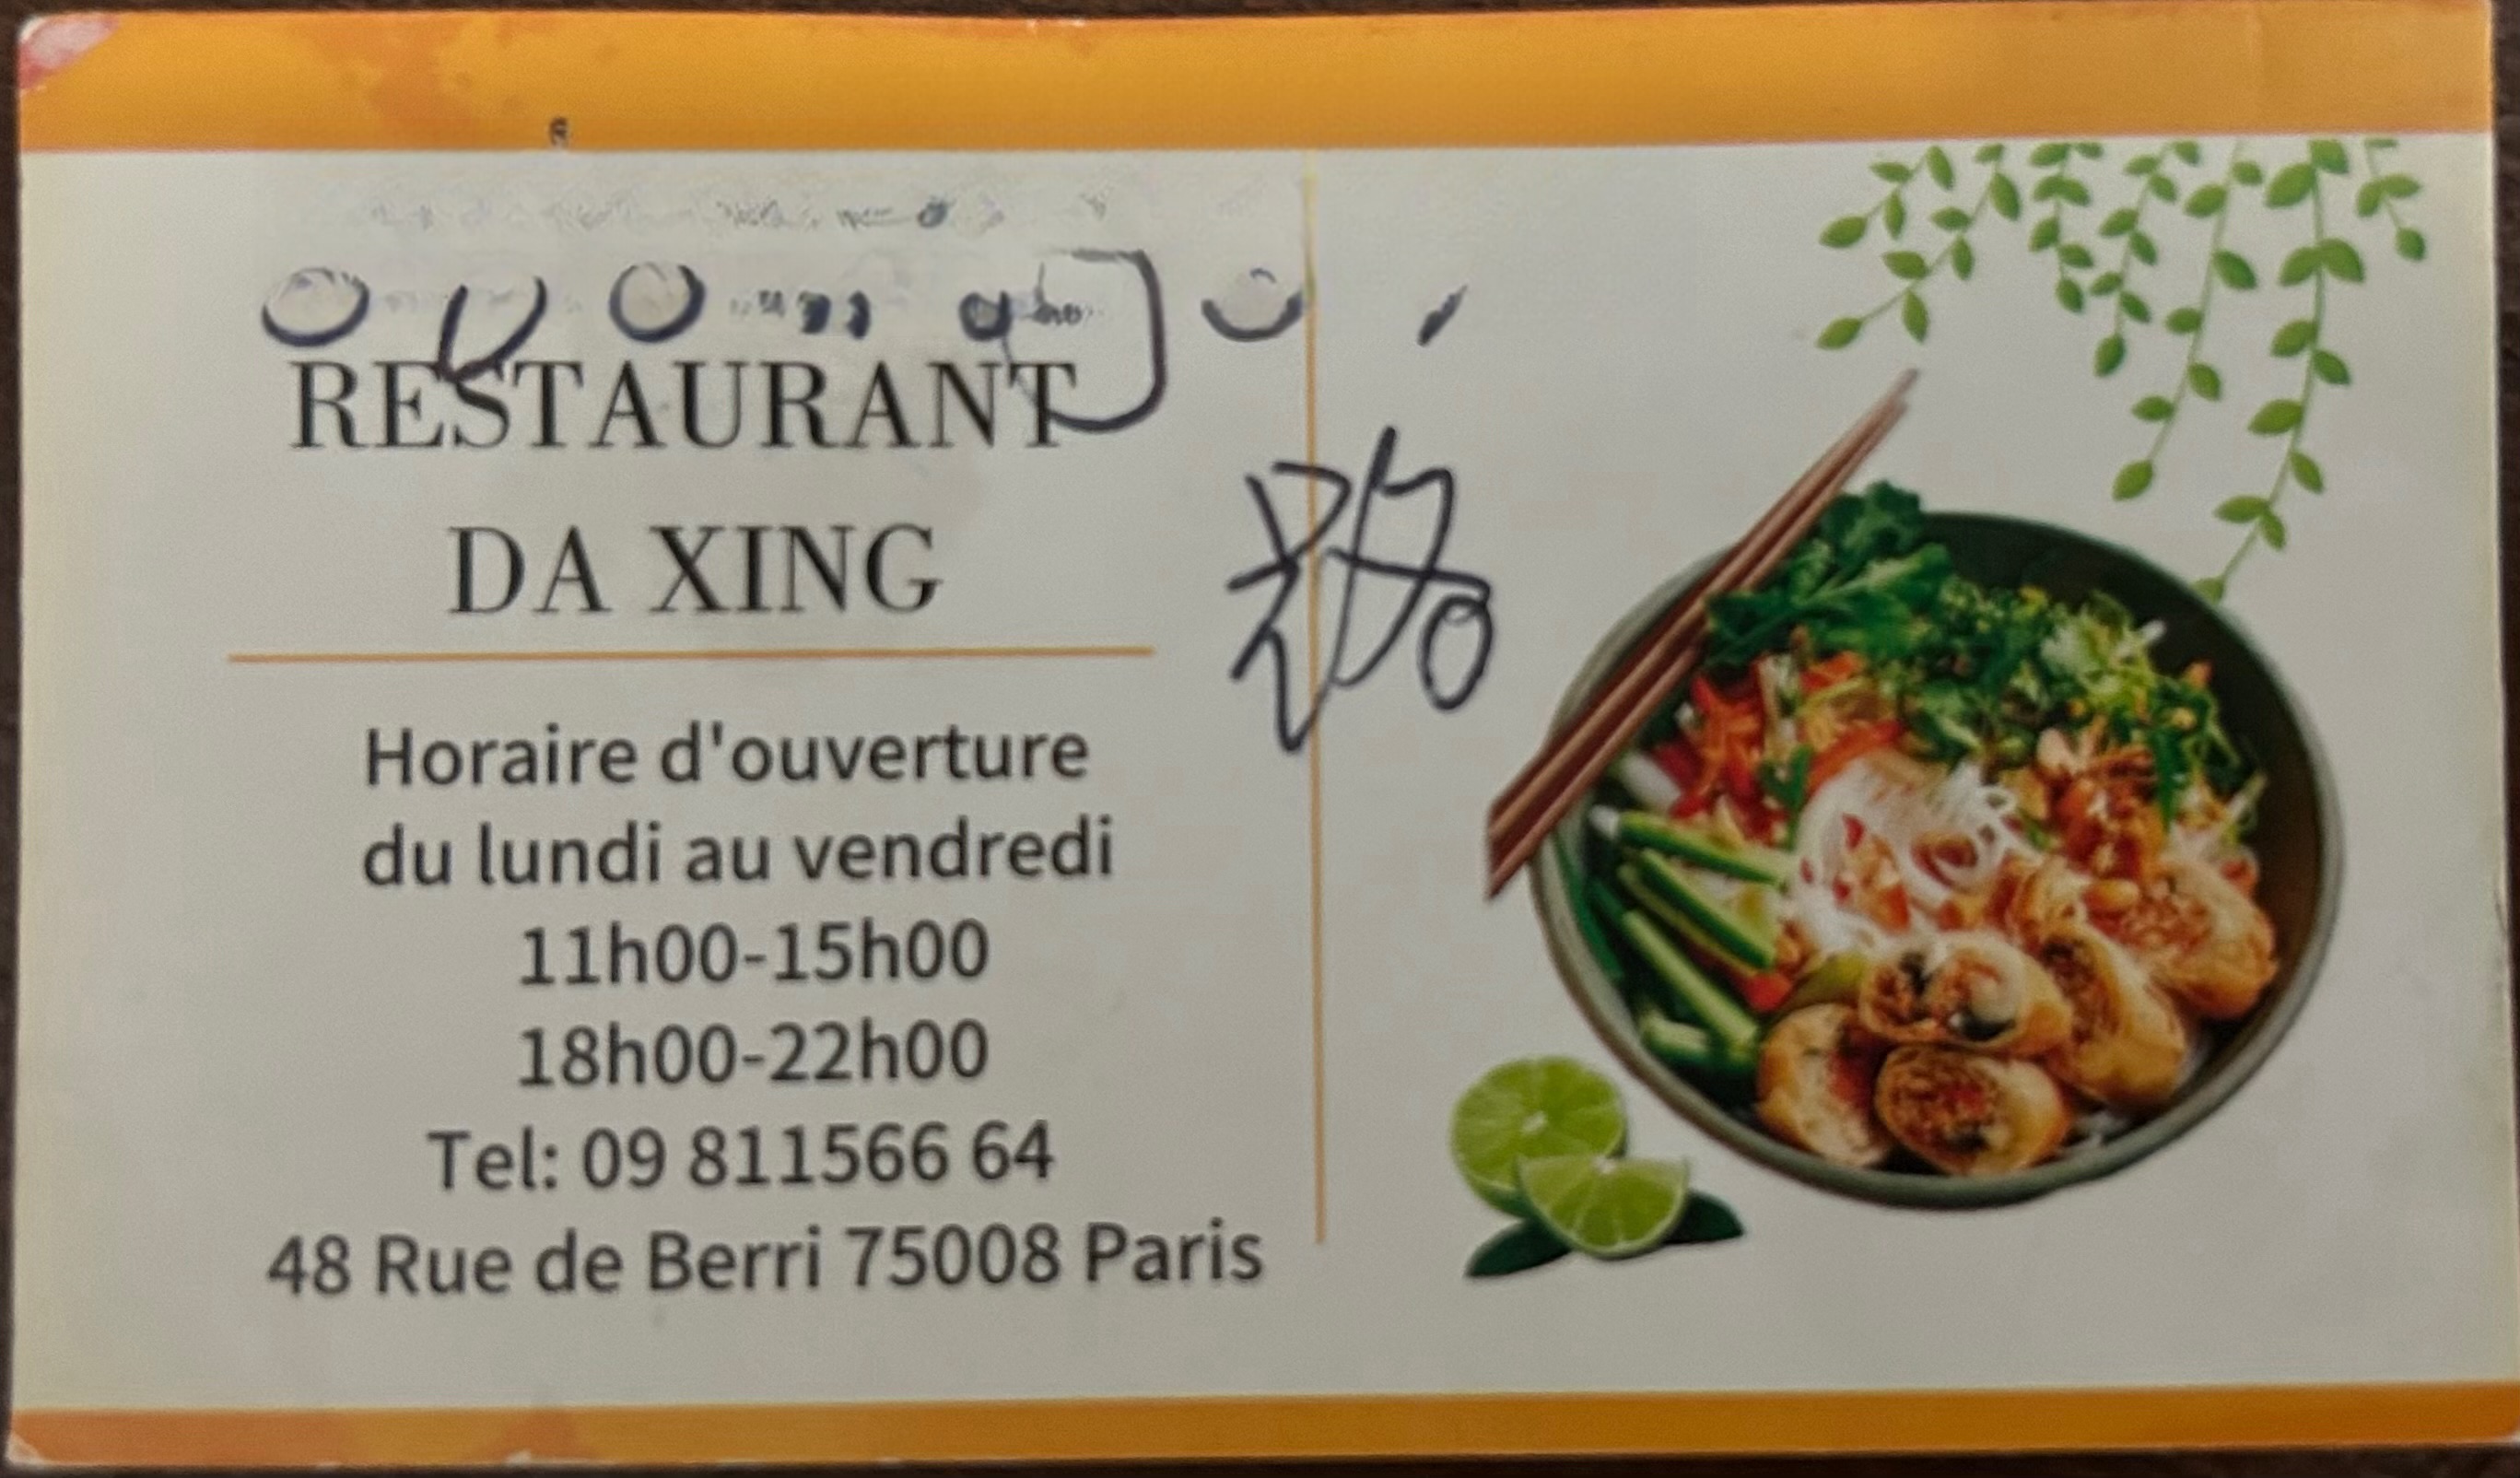 RESTAURANT
DA XING
路
Horaire d'ouverture
du lundi au vendredi
11h00-15h00
18h00-22h00
Tel: 09 811566 64
48 Rue de Berri 75008 Paris